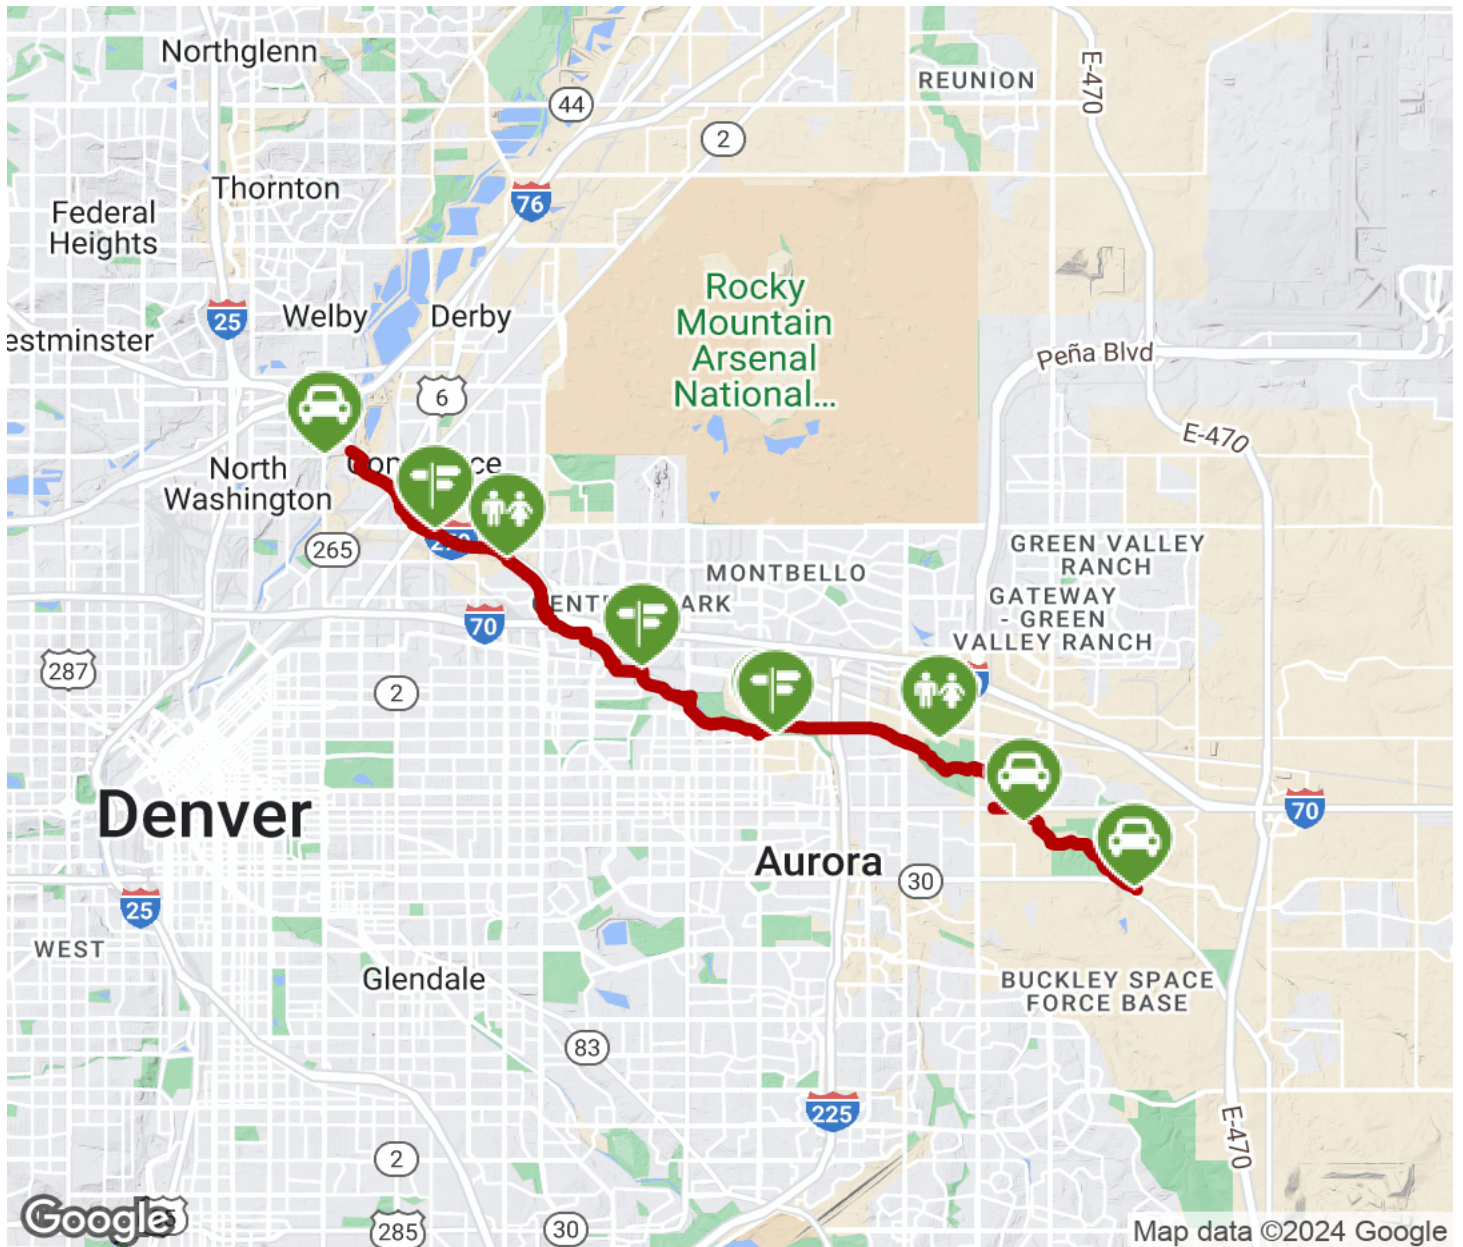 Northglenn
44
E-470
REUNION
2
Thornton
76
Federal
Heights
Rocky
Mountain
Arsenal
National...
25
Welby
Derby
estminster
Peña Blvd
6
E-470
North
Washington
265
GREEN VALLEY
RANCH
MONTBELLO
GATEWAY
- GREEN
VALLEY RANCH
70
287
2
Denver
70
Aurora
30
25
WEST
Glendale
BUCKLEY SPACE
FORCE BASE
83
225
E-470
2
Google
285
30
Map data ©2024 Google